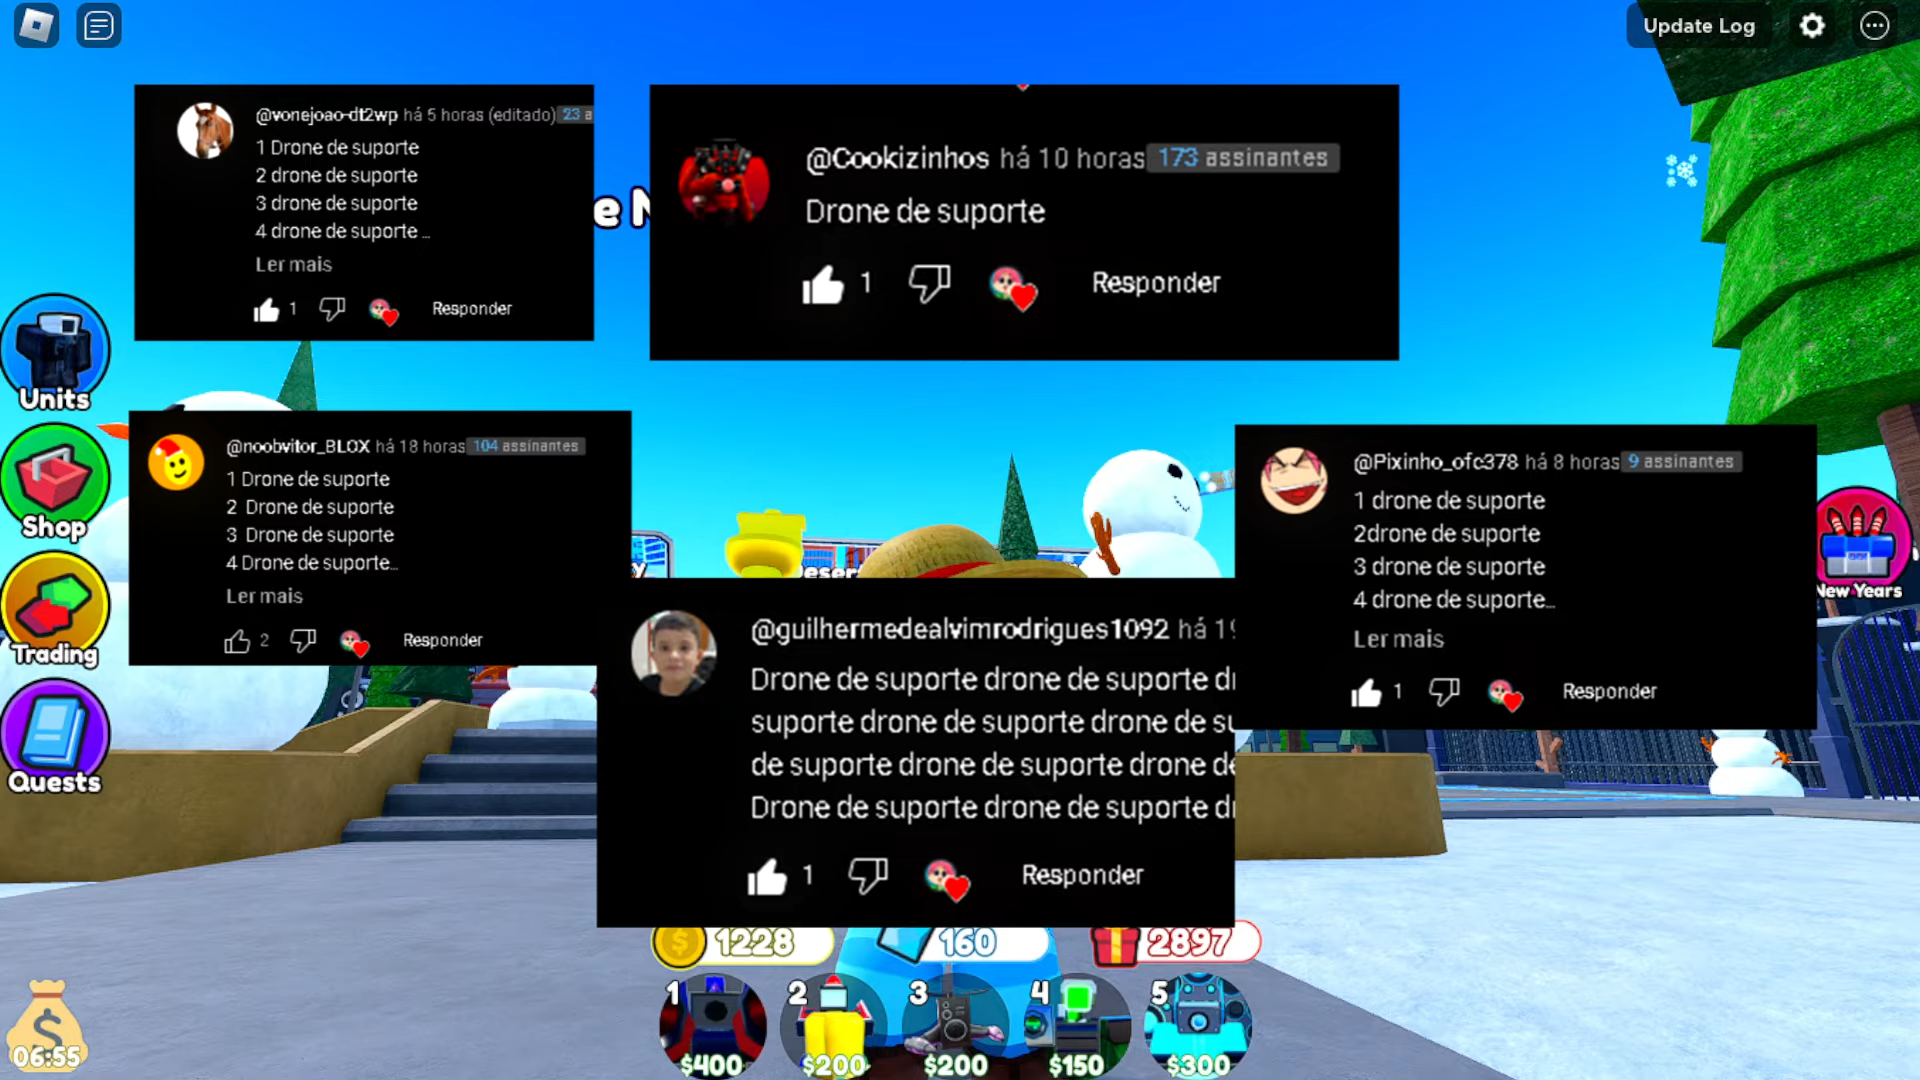 Update Log
@vonejoao-dt2wp há 5 horas (editado) 23 a
1 Drone de suporte
2 drone de suporte
3 drone de suporte
4 drone de suporte ...
Ler mais
1 Responder
e N
@Cookizinhos há 10 horas 173 assinantes
Drone de suporte
1 Responder
Units
Shop
Trading
Quests
@noobvitor_BLOX há 18 horas 104 assinantes
1 Drone de suporte
2 Drone de suporte
3 Drone de suporte
4 Drone de suporte...
Ler mais
2 Responder
@Pixinho_ofc378 há 8 horas 9 assinantes
1 drone de suporte
2drone de suporte
3 drone de suporte
4 drone de suporte...
Ler mais
1 Responder
New Years
@guilhermedealvimrodrigues1092 há 19
Drone de suporte drone de suporte dr
suporte drone de suporte drone de su
de suporte drone de suporte drone de
Drone de suporte drone de suporte dr
1 Responder
1228 160 2897
1 2 3 4 5
$400 $200 $200 $150 $300
06:55